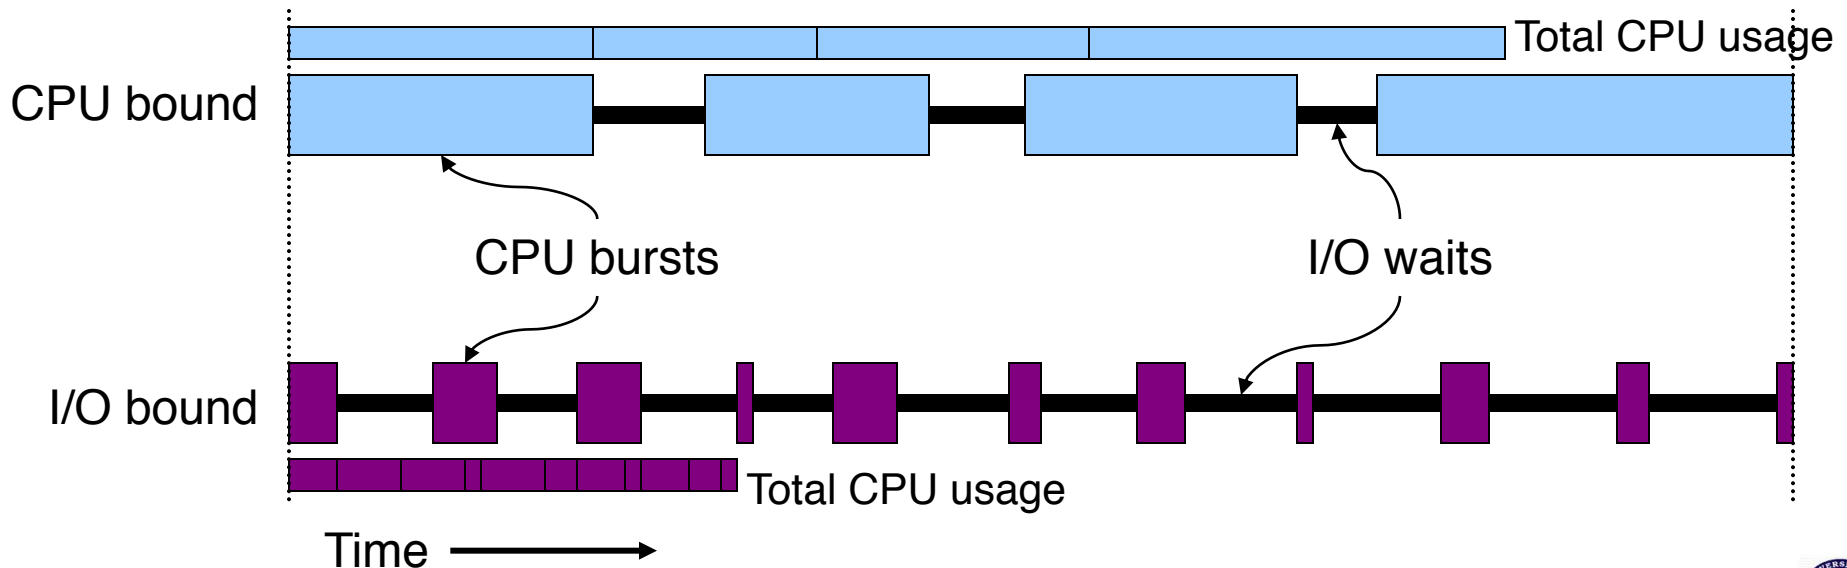 Total CPU usage
CPU bound
CPU bursts
I/O waits
I/O bound
Total CPU usage
Time